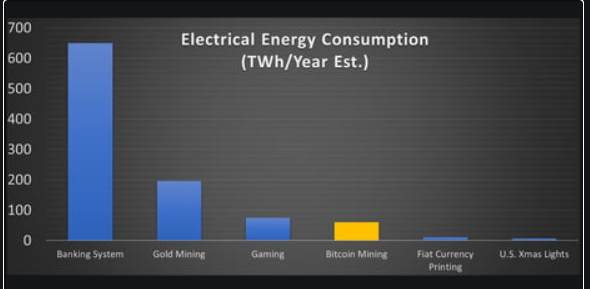 Electrical Energy Consumption
(TWh/Year Est.)
700
600
500
400
300
200
100
0
Banking System
Gold Mining
Gaming
Bitcoin Mining
Fiat Currency
Printing
U.S. Xmas Lights